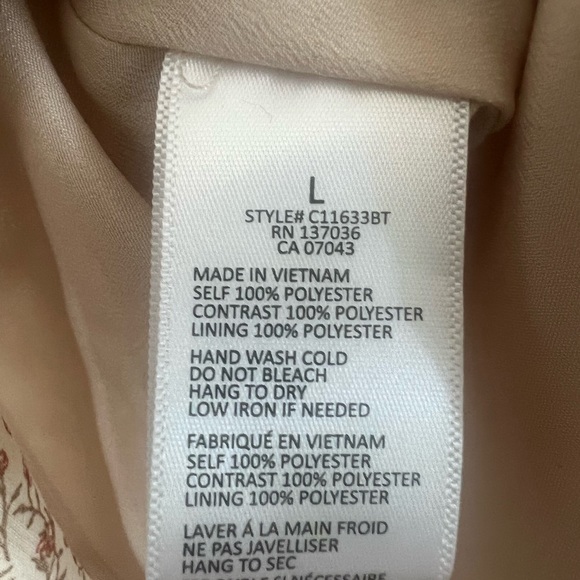 L
STYLE# C11633BT
RN 137036
CA 07043
MADE IN VIETNAM
SELF 100% POLYESTER
CONTRAST 100% POLYESTER
LINING 100% POLYESTER
HAND WASH COLD
DO NOT BLEACH
HANG TO DRY
LOW IRON IF NEEDED
FABRIQUÉ EN VIETNAM
SELF 100% POLYESTER
CONTRAST 100% POLYESTER
LINING 100% POLYESTER
LAVER Á LA MAIN FROID
NE PAS JAVELLISER
HANG TO SEC
SI NÉCESSAIRE